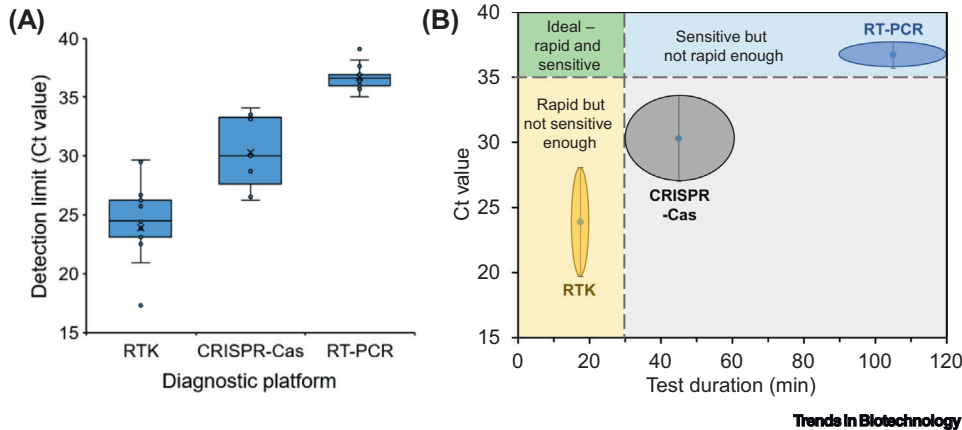 (A)
40
35
30
25
20
15
Detection limit (Ct value)
RTK
CRISPR-Cas
RT-PCR
Diagnostic platform
(B)
40
35
30
25
20
15
Ct value
Ideal –
rapid and
sensitive
Sensitive but
not rapid enough
RT-PCR
Rapid but
not sensitive
enough
CRISPR
-Cas
RTK
0
20
40
60
80
100
120
Test duration (min)
Trends in Biotechnology